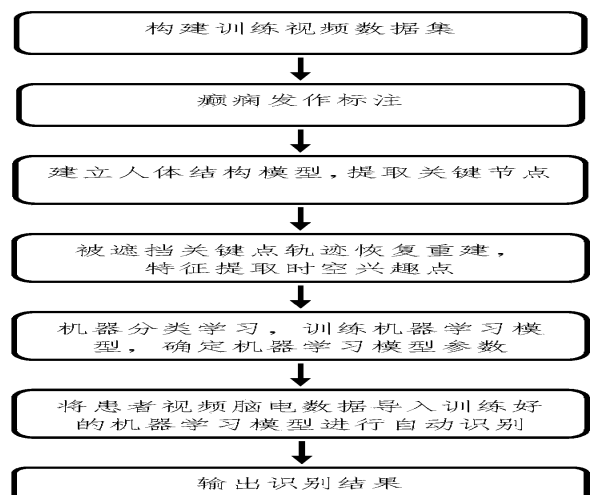 构建训练视频数据集
癫痫发作标注
建立人体结构模型，提取关键节点
被遮挡关键点轨迹恢复重建，
特征提取时空兴趣点
机器分类学习，训练机器学习模
型，确定机器学习模型参数
将患者视频脑电数据导入训练好
的机器学习模型进行自动识别
输出识别结果